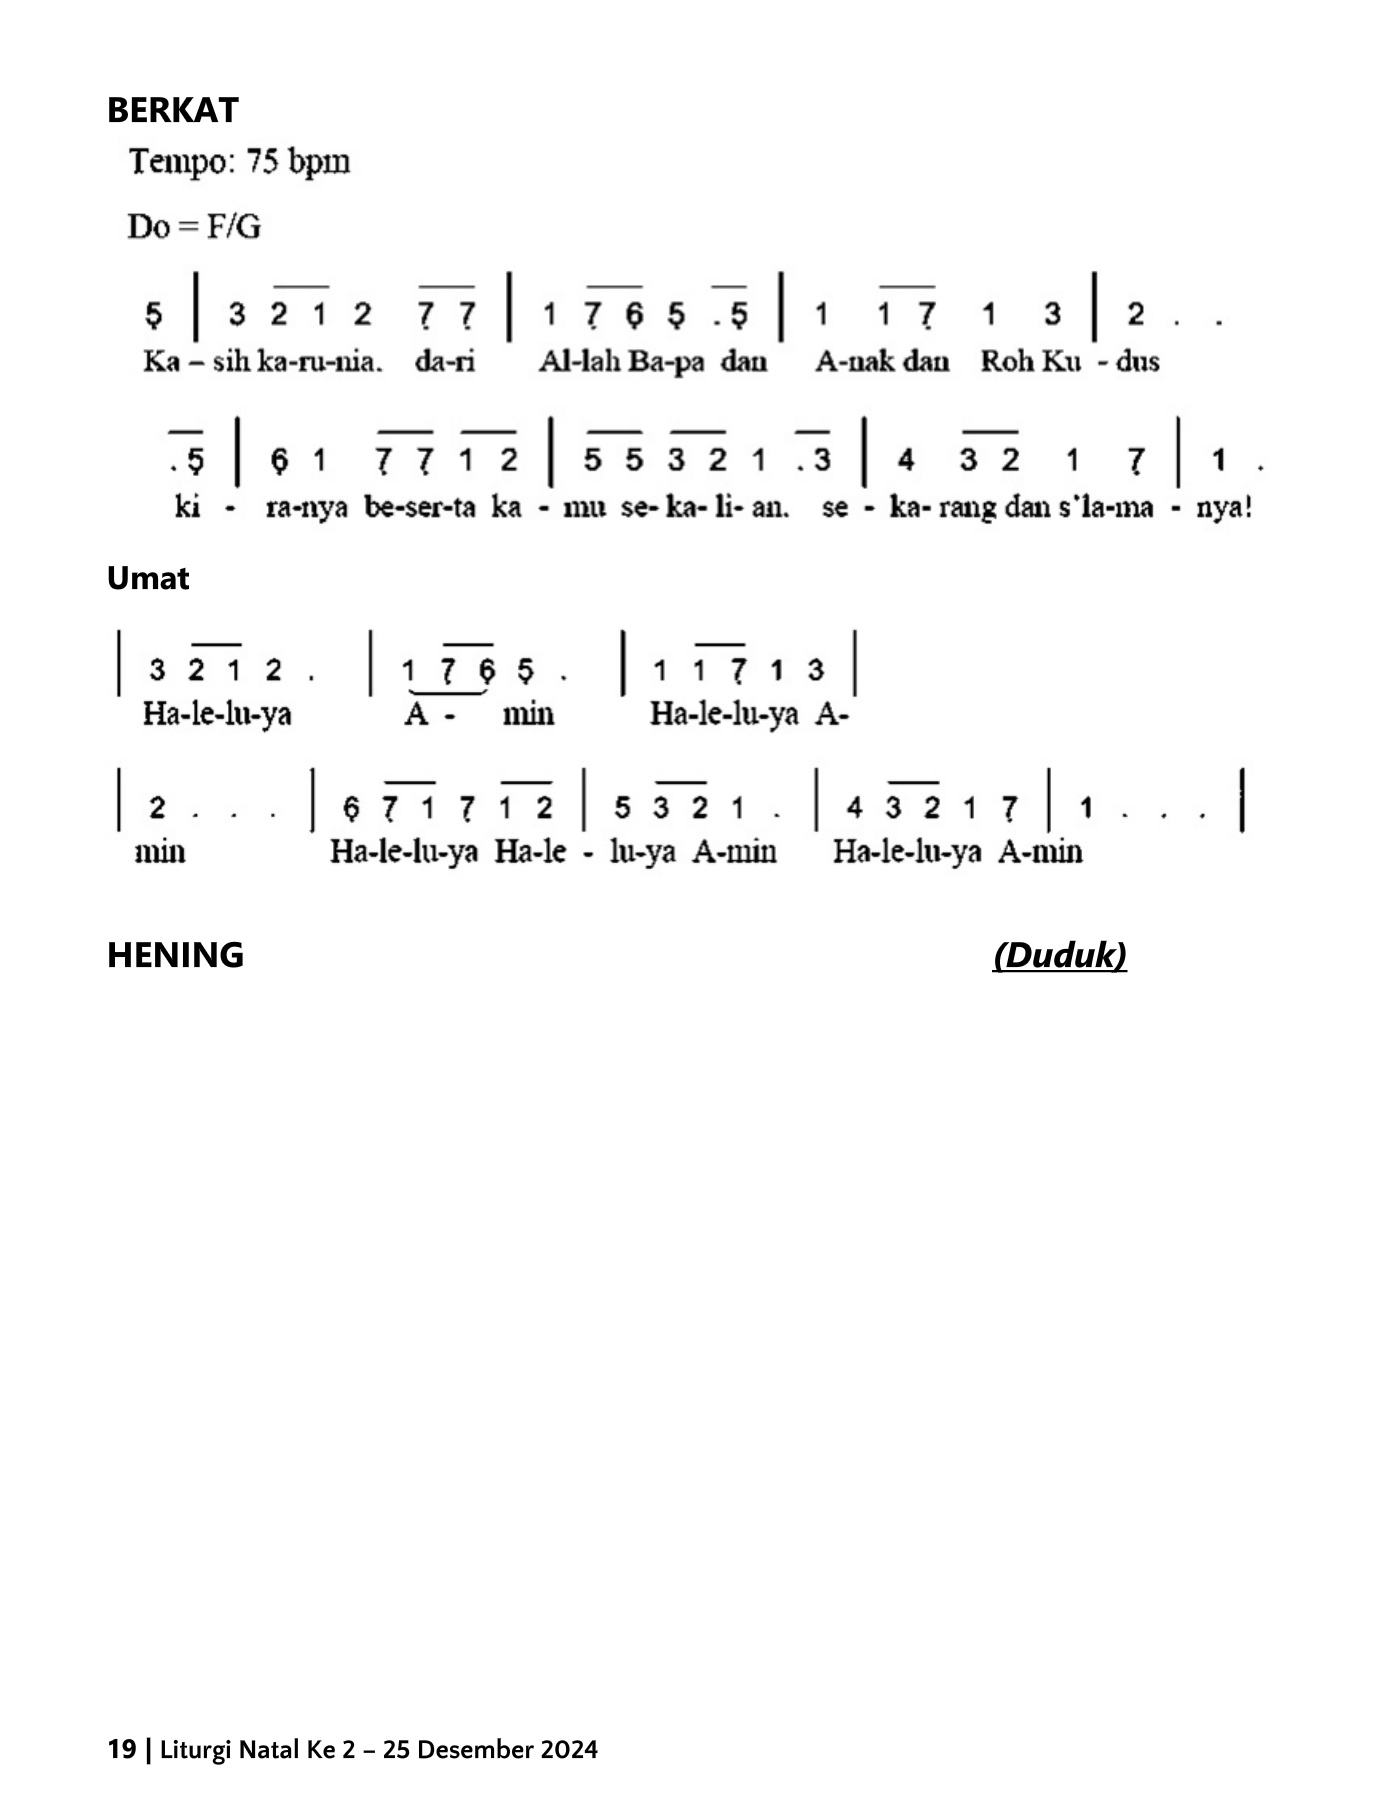 BERKAT
Tempo: 75 bpm
Do = F/G
5̣ | 3 2̅ 1̅ 2 7̣̅ 7̣̅ | 1 7̣̅ 6̣̅ 5̣ .̅ 5̣̅ | 1 1̅ 7̣̅ 1 3 | 2 . .
Ka – sih ka-ru-nia. da-ri Al-lah Ba-pa dan A-nak dan Roh Ku - dus
.̅ 5̣̅ | 6̣ 1 7̣̅ 7̣̅ 1̅ 2̅ | 5̅ 5̅ 3̅ 2̅ 1 .̅ 3̅ | 4 3̅ 2̅ 1 7̣ | 1 .
ki - ra-nya be-ser-ta ka - mu se- ka- li- an. se - ka- rang dan s'la-ma - nya!
Umat
| 3 2̅ 1̅ 2 . | 1 7̣̅ 6̣̅ 5̣ . | 1 1̅ 7̣̅ 1 3 |
Ha-le-lu-ya A - min Ha-le-lu-ya A-
| 2 . . . | 6̣ 7̣̅ 1̅ 7̣ 1̅ 2̅ | 5 3̅ 2̅ 1 . | 4 3̅ 2̅ 1 7̣ | 1 . . . |
min Ha-le-lu-ya Ha-le - lu-ya A-min Ha-le-lu-ya A-min
HENING (Duduk)
19 | Liturgi Natal Ke 2 – 25 Desember 2024